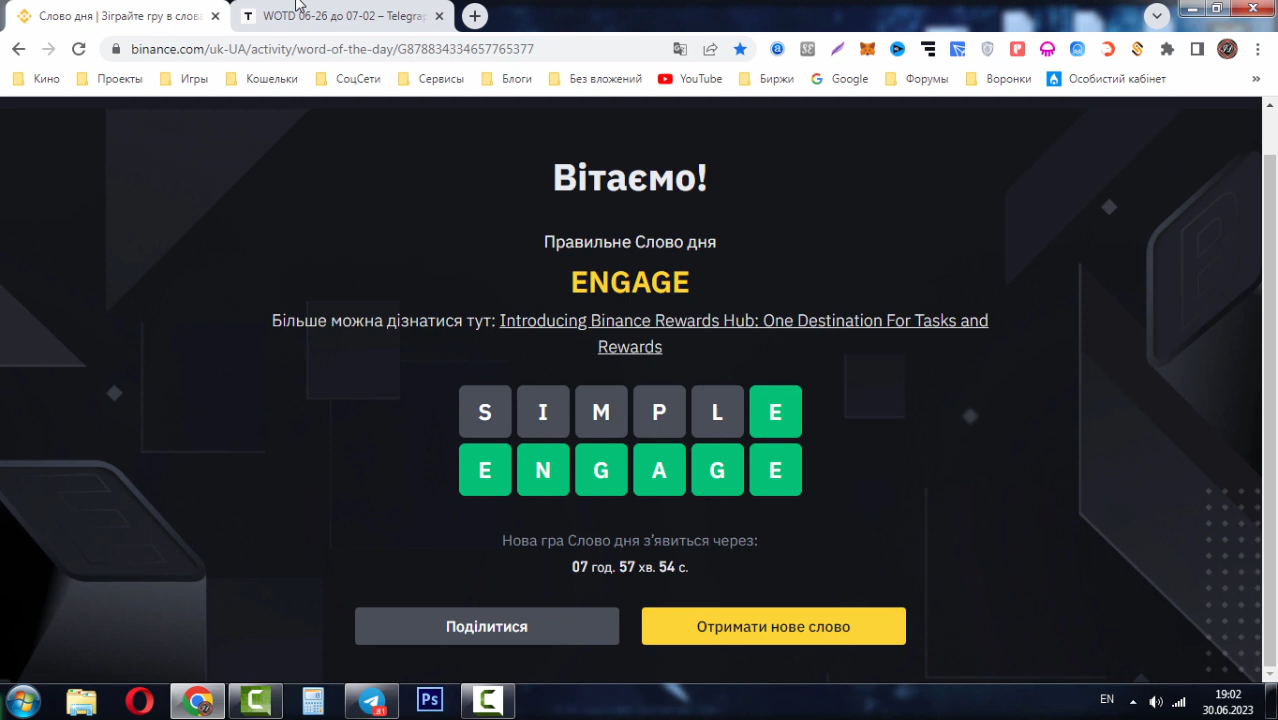 Слово дня | Зіграйте гру в слова
WOTD 06-26 до 07-02 – Telegrap
binance.com/uk-UA/activity/word-of-the-day/G878834334657765377
Кино Проекты Игры Кошельки СоцСети Сервисы Блоги Без вложений YouTube Биржи Google Форумы Воронки Особистий кабінет »
Вітаємо!
Правильне Слово дня
ENGAGE
Більше можна дізнатися тут: Introducing Binance Rewards Hub: One Destination For Tasks and
Rewards
S I M P L E
E N G A G E
Нова гра Слово дня з’явиться через:
07 год. 57 хв. 54 с.
Поділитися Отримати нове слово
81 Ps EN 19:02
30.06.2023